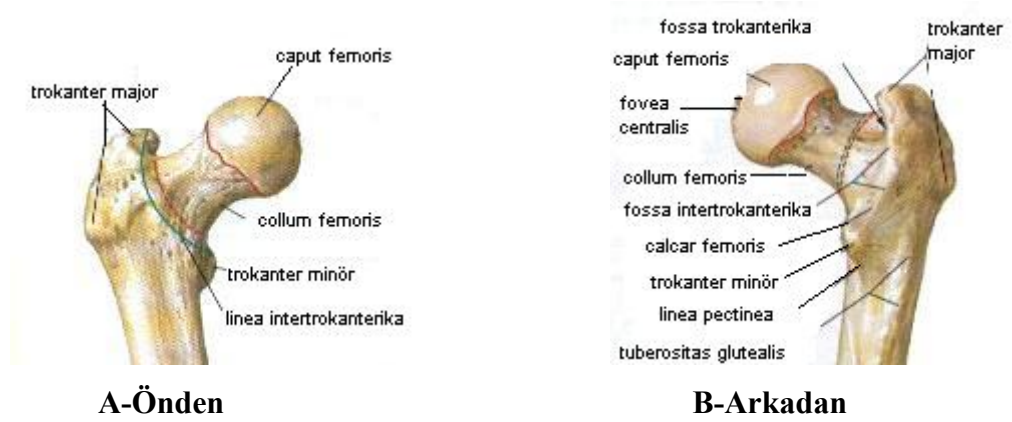 caput femoris
trokanter major
collum femoris
trokanter minör
linea intertrokanterika
A-Önden
fossa trokanterika
trokanter
major
caput femoris
fovea
centralis
collum femoris
fossa intertrokanterika
calcar femoris
trokanter minör
linea pectinea
tuberositas glutealis
B-Arkadan